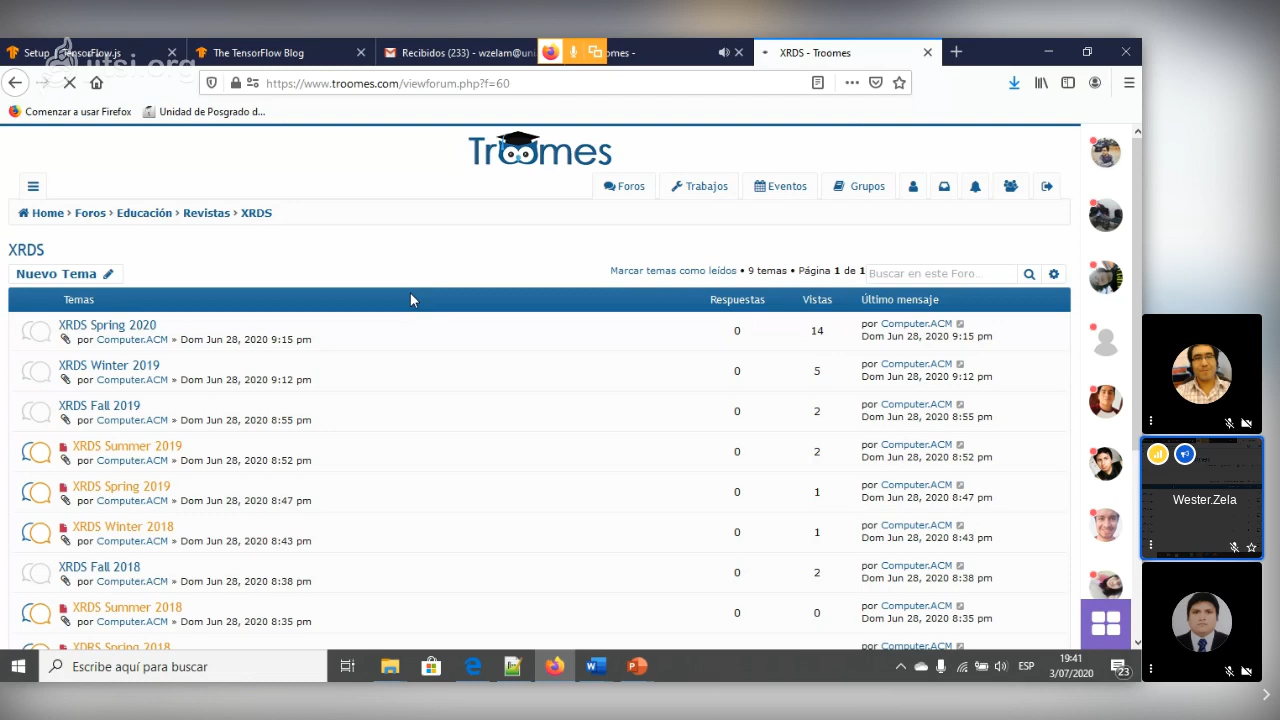 Setup | TensorFlow.js
The TensorFlow Blog
Recibidos (233) - wzelam@uni
omes -
XRDS - Troomes
utsi.org
https://www.troomes.com/viewforum.php?f=60
Comenzar a usar Firefox
Unidad de Posgrado d...
Troomes
Foros
Trabajos
Eventos
Grupos
Home › Foros › Educación › Revistas › XRDS
XRDS
Nuevo Tema
Marcar temas como leídos • 9 temas • Página 1 de 1
Buscar en este Foro...
Temas Respuestas Vistas Último mensaje
XRDS Spring 2020 0 14 por Computer.ACM
por Computer.ACM » Dom Jun 28, 2020 9:15 pm Dom Jun 28, 2020 9:15 pm
XRDS Winter 2019 0 5 por Computer.ACM
por Computer.ACM » Dom Jun 28, 2020 9:12 pm Dom Jun 28, 2020 9:12 pm
XRDS Fall 2019 0 2 por Computer.ACM
por Computer.ACM » Dom Jun 28, 2020 8:55 pm Dom Jun 28, 2020 8:55 pm
XRDS Summer 2019 0 2 por Computer.ACM
por Computer.ACM » Dom Jun 28, 2020 8:52 pm Dom Jun 28, 2020 8:52 pm
XRDS Spring 2019 0 1 por Computer.ACM
por Computer.ACM » Dom Jun 28, 2020 8:47 pm Dom Jun 28, 2020 8:47 pm
XRDS Winter 2018 0 1 por Computer.ACM
por Computer.ACM » Dom Jun 28, 2020 8:43 pm Dom Jun 28, 2020 8:43 pm
XRDS Fall 2018 0 2 por Computer.ACM
por Computer.ACM » Dom Jun 28, 2020 8:38 pm Dom Jun 28, 2020 8:38 pm
XRDS Summer 2018 0 0 por Computer.ACM
por Computer.ACM » Dom Jun 28, 2020 8:35 pm Dom Jun 28, 2020 8:35 pm
XRDS Spring 2018 por Computer.ACM
Wester.Zela
Escribe aquí para buscar
ESP
19:41
3/07/2020
23